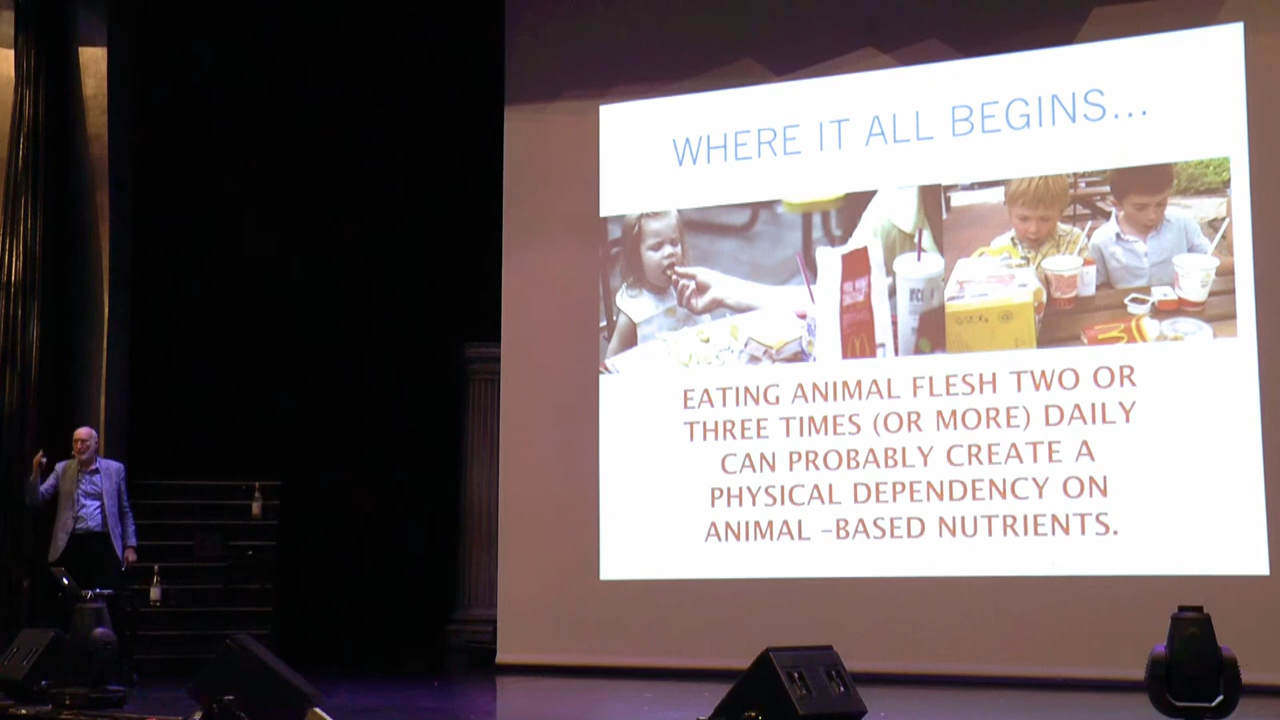 WHERE IT ALL BEGINS...
EATING ANIMAL FLESH TWO OR
THREE TIMES (OR MORE) DAILY
CAN PROBABLY CREATE A
PHYSICAL DEPENDENCY ON
ANIMAL –BASED NUTRIENTS.